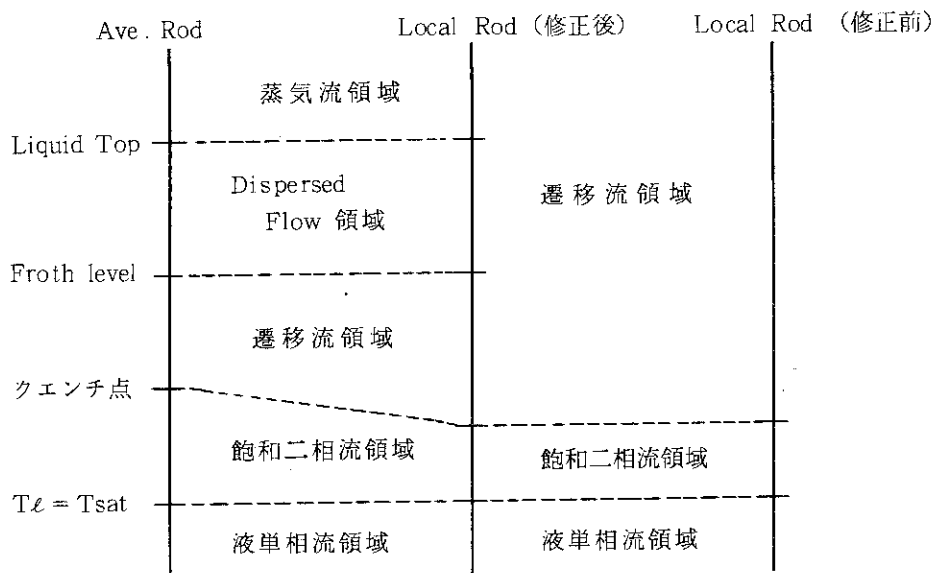 Ave. Rod Local Rod (修正後) Local Rod (修正前)
蒸気流領域
Liquid Top
Dispersed
Flow 領域
遷移流領域
Froth level
遷移流領域
クエンチ点
飽和二相流領域 飽和二相流領域
Tℓ = Tsat
液単相流領域 液単相流領域